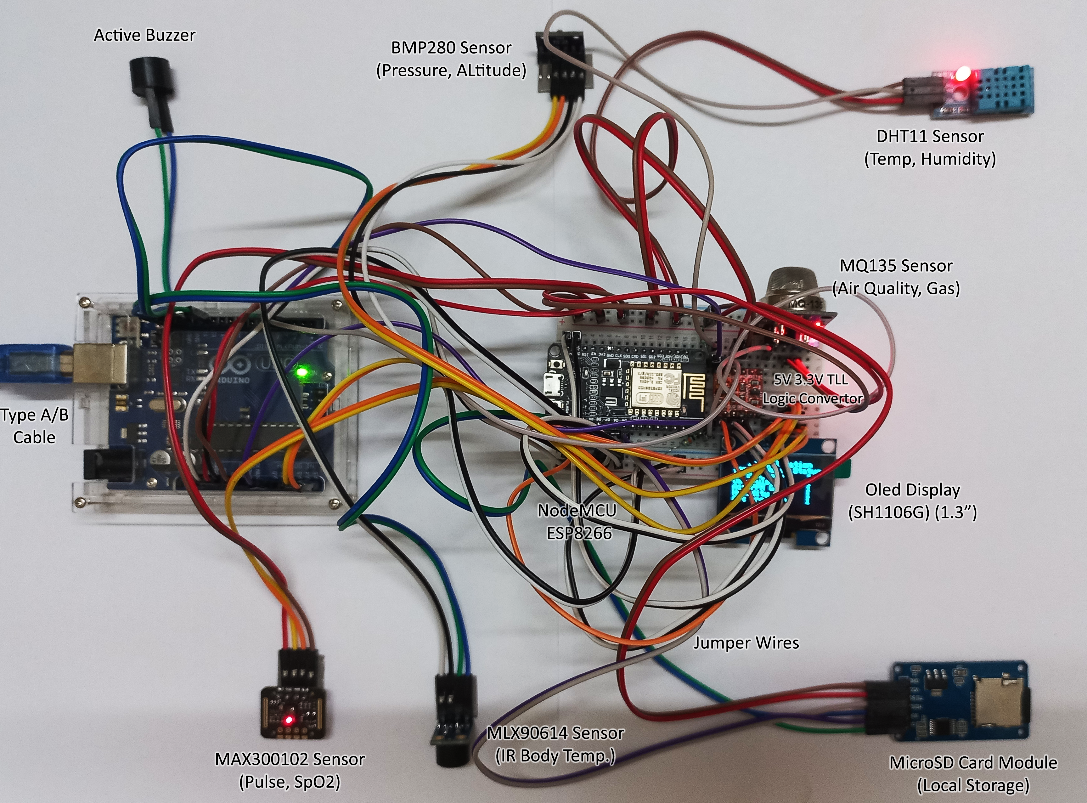 Active Buzzer
BMP280 Sensor
(Pressure, ALtitude)
DHT11 Sensor
(Temp, Humidity)
MQ135 Sensor
(Air Quality, Gas)
5V 3.3V TLL
Logic Convertor
Type A/B
Cable
Oled Display
(SH1106G) (1.3”)
NodeMCU
ESP8266
Jumper Wires
MAX300102 Sensor
(Pulse, SpO2)
MLX90614 Sensor
(IR Body Temp.)
MicroSD Card Module
(Local Storage)